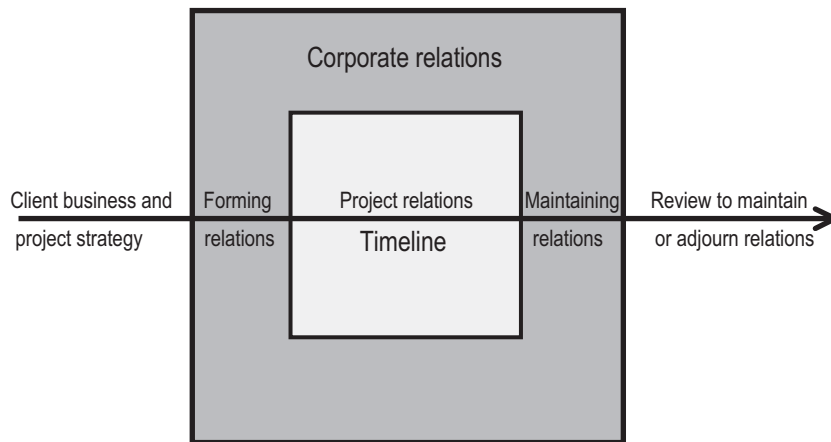 Corporate relations
Client business and
project strategy
Forming
relations
Project relations
Timeline
Maintaining
relations
Review to maintain
or adjourn relations